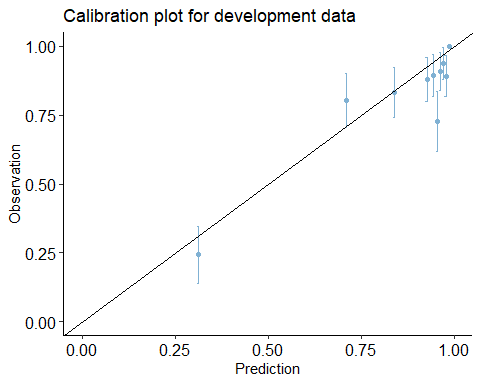 Calibration plot for development data
1.00
0.75
0.50
0.25
0.00
Observation
0.00 0.25 0.50 0.75 1.00
Prediction